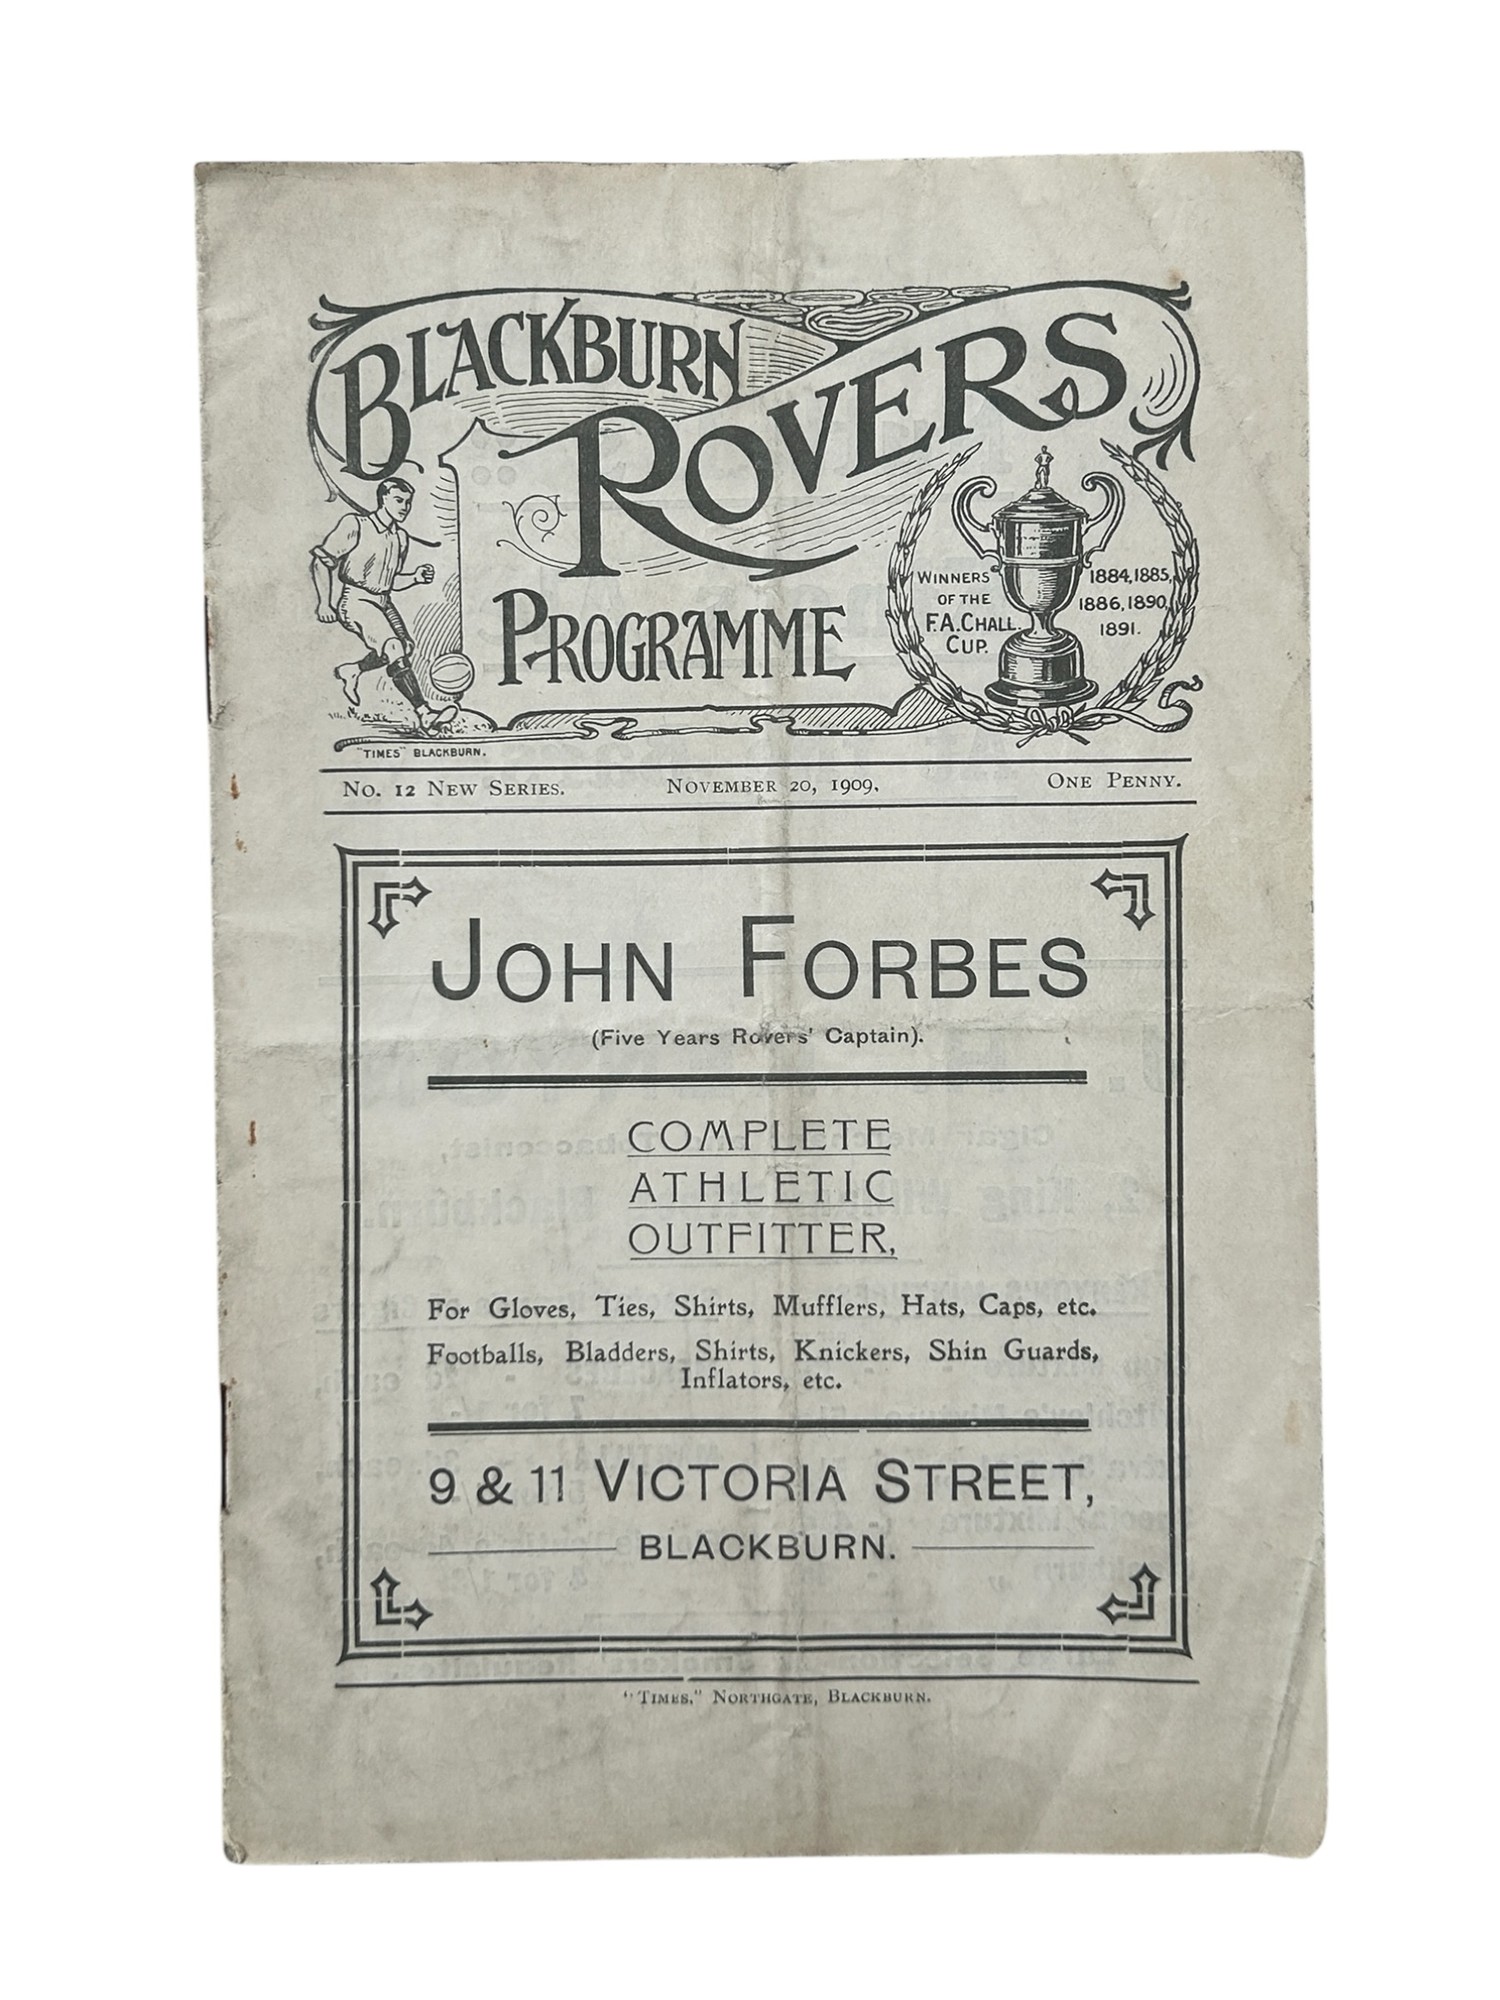 BLACKBURN
ROVERS
PROGRAMME
WINNERS
OF THE
F.A. CHALL.
CUP.
1884, 1885,
1886, 1890,
1891.
"TIMES" BLACKBURN.
No. 12 NEW SERIES. NOVEMBER 20, 1909. ONE PENNY.
JOHN FORBES
(Five Years Rovers' Captain).
COMPLETE
ATHLETIC
OUTFITTER,
For Gloves, Ties, Shirts, Mufflers, Hats, Caps, etc.
Footballs, Bladders, Shirts, Knickers, Shin Guards,
Inflators, etc.
9 & 11 VICTORIA STREET,
BLACKBURN.
"TIMES," NORTHGATE, BLACKBURN.